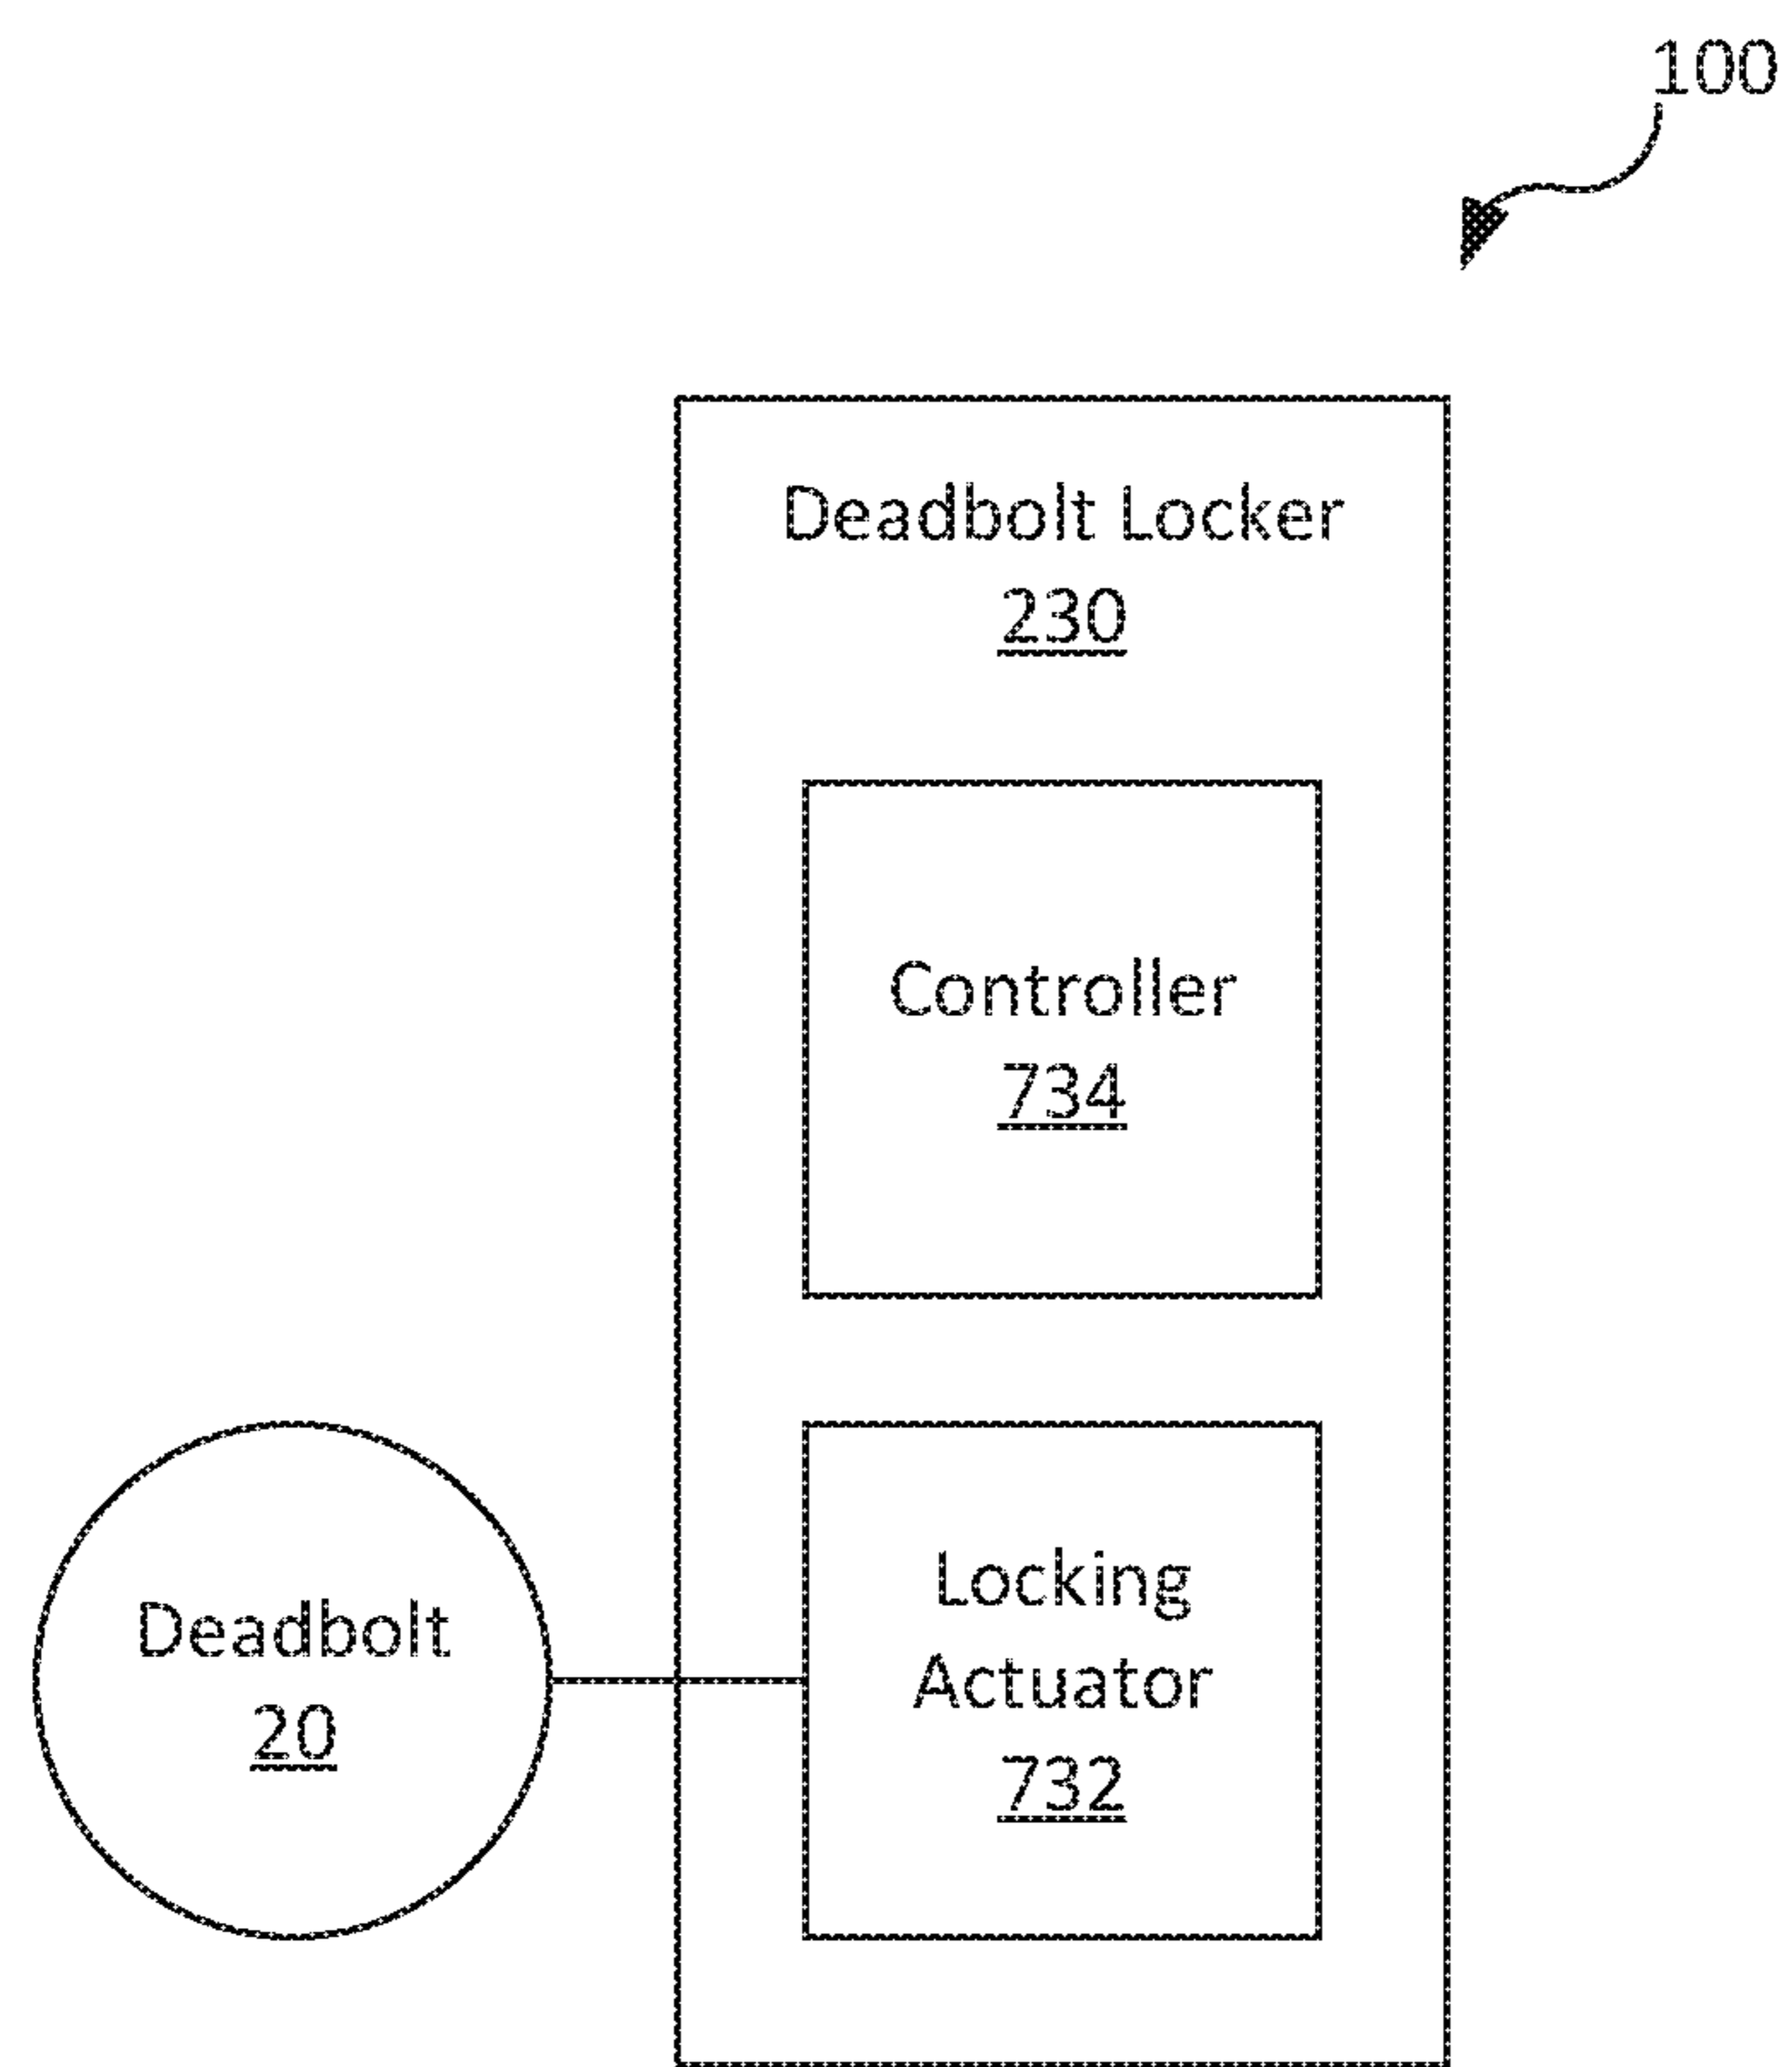 100
Deadbolt Locker
230
Controller
734
Locking
Actuator
732
Deadbolt
20